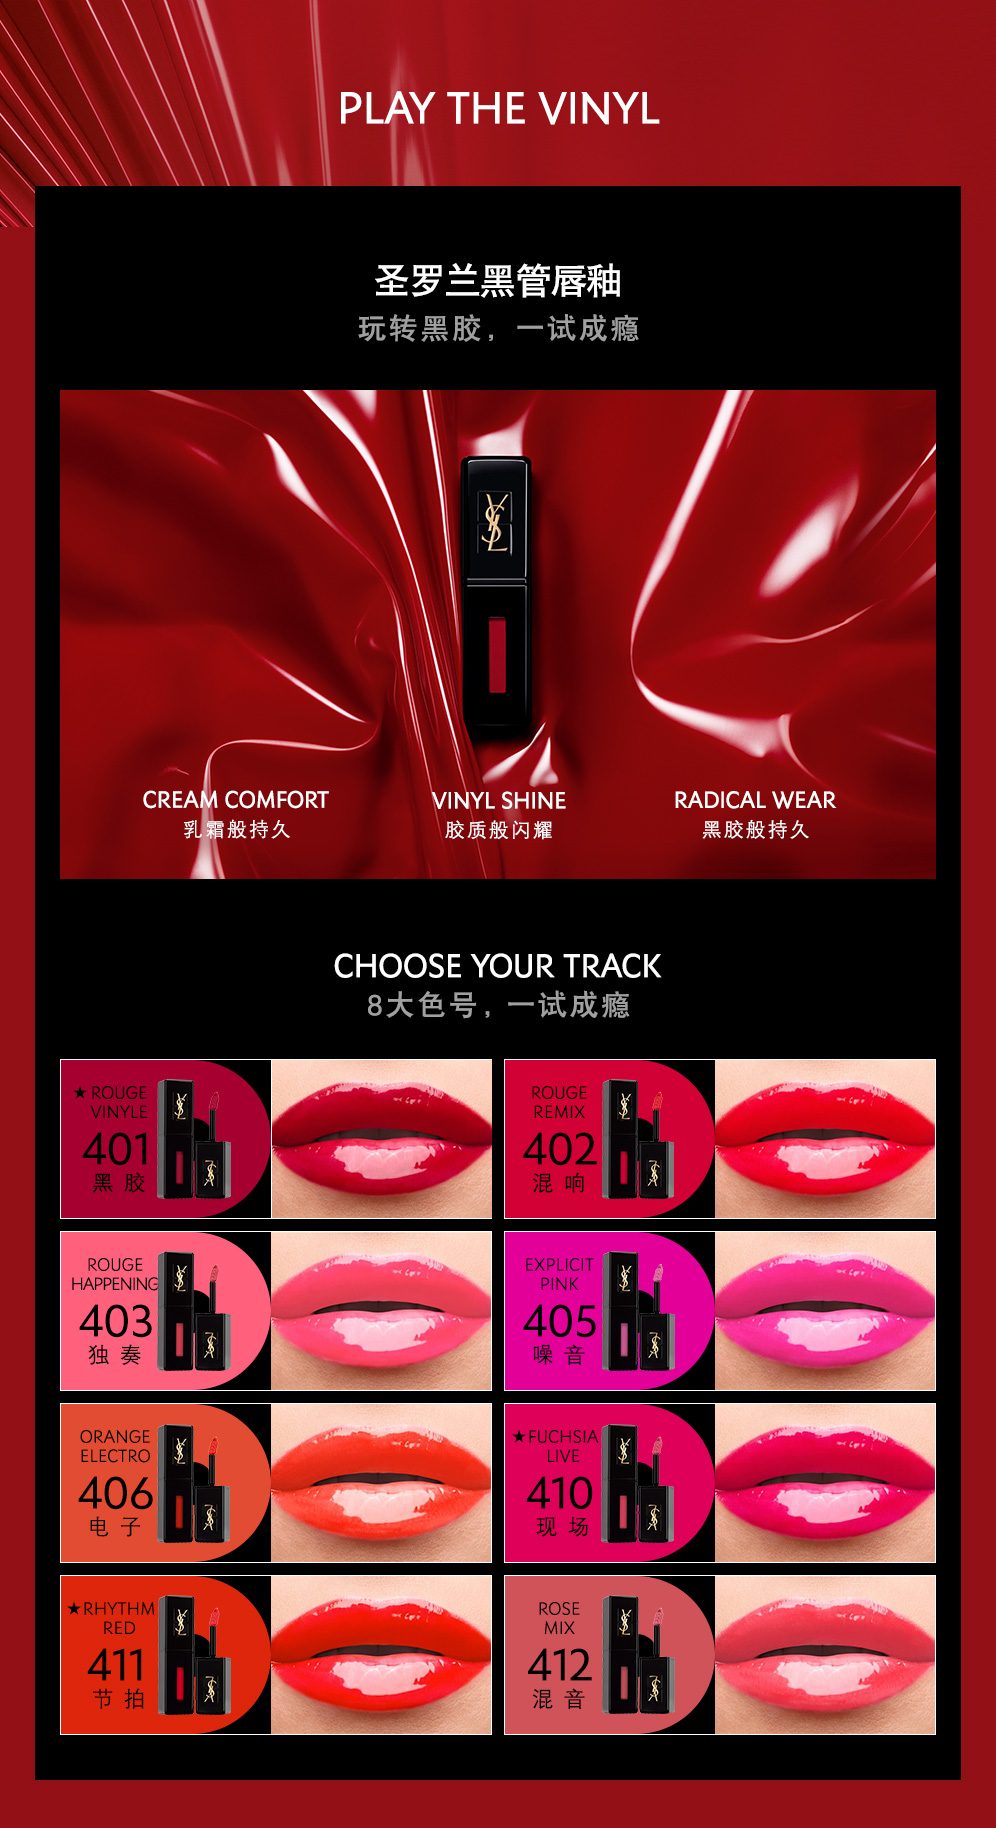 PLAY THE VINYL
圣罗兰黑管唇釉
玩转黑胶，一试成瘾
YSL
CREAM COMFORT
乳霜般持久
VINYL SHINE
胶质般闪耀
RADICAL WEAR
黑胶般持久
CHOOSE YOUR TRACK
8大色号，一试成瘾
★ ROUGE
VINYLE
401
黑胶
ROUGE
REMIX
402
混响
ROUGE
HAPPENING
403
独奏
EXPLICIT
PINK
405
噪音
ORANGE
ELECTRO
406
电子
★FUCHSIA
LIVE
410
现场
★RHYTHM
RED
411
节拍
ROSE
MIX
412
混音